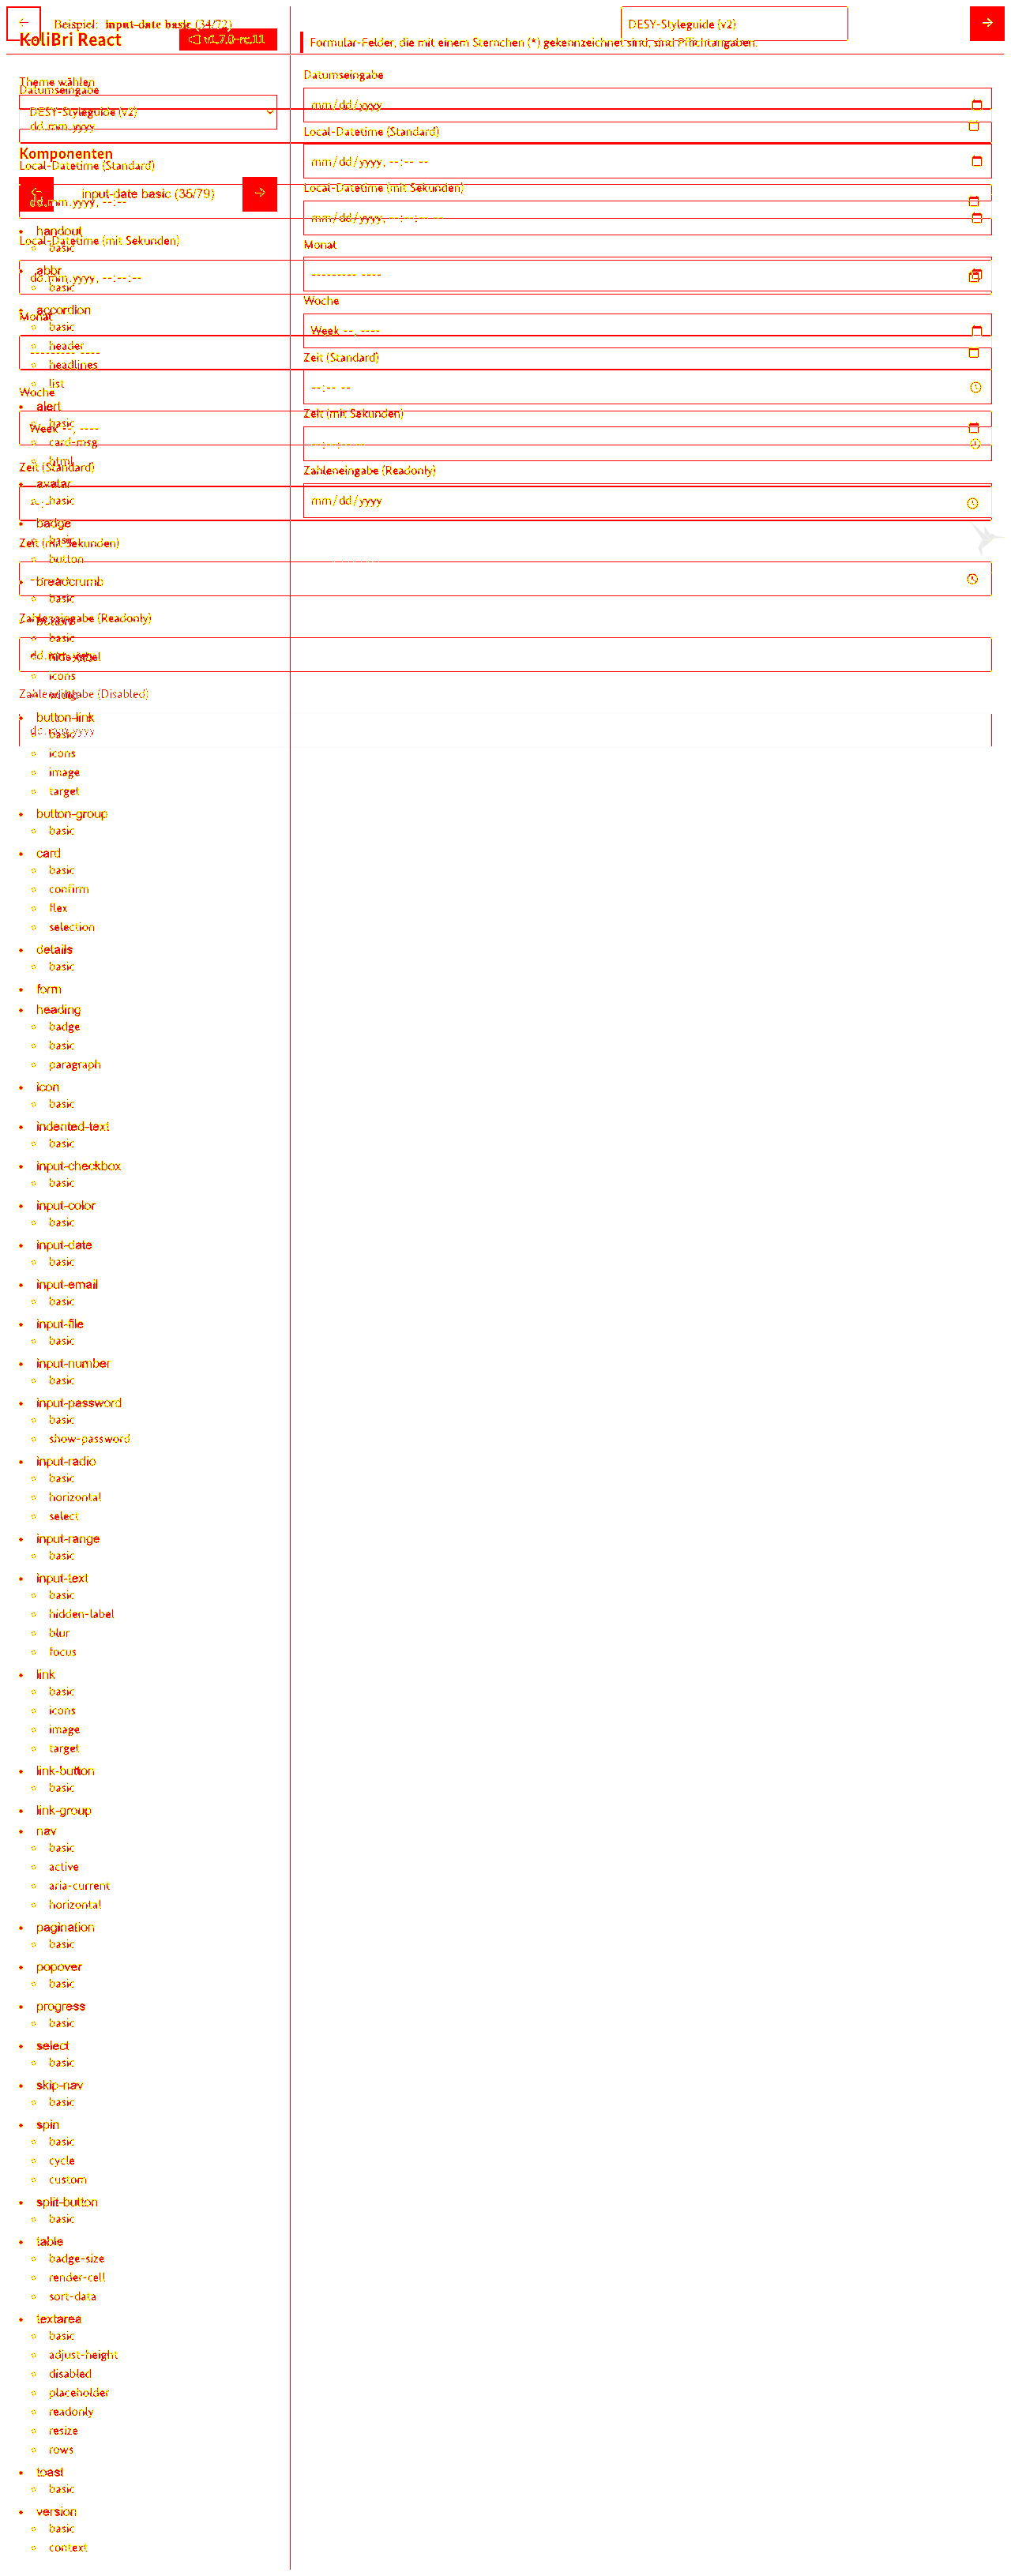 Beispiel: input-date basic (34/72)
DESY-Styleguide (v2)
KoliBri React
v1.7.0-rc.11
Formular-Felder, die mit einem Sternchen (*) gekennzeichnet sind, sind Pflichtangaben.
Theme wählen
Datumseingabe
DESY-Styleguide (v2)
dd.mm.yyyy
Komponenten
Local-Datetime (Standard)
input-date basic (35/79)
dd.mm.yyyy, --:--
handout
Local-Datetime (mit Sekunden)
basic
abbr
dd.mm.yyyy, --:--:--
basic
accordion
Monat
basic
header
--------- ----
headlines
list
Woche
alert
basic
Week --, ----
card-msg
html
Zeit (Standard)
avatar
basic
badge
basic
Zeit (mit Sekunden)
button
breadcrumb
basic
Zahleneingabe (Readonly)
button
basic
dd.mm.yyyy
hide-label
icons
Zahleneingabe (Disabled)
width
button-link
dd.mm.yyyy
basic
icons
image
target
button-group
basic
card
basic
confirm
flex
selection
details
basic
form
heading
badge
basic
paragraph
icon
basic
indented-text
basic
input-checkbox
basic
input-color
basic
input-date
basic
input-email
basic
input-file
basic
input-number
basic
input-password
basic
show-password
input-radio
basic
horizontal
select
input-range
basic
input-text
basic
hidden-label
blur
focus
link
basic
icons
image
target
link-button
basic
link-group
nav
basic
active
aria-current
horizontal
pagination
basic
popover
basic
progress
basic
select
basic
skip-nav
basic
spin
basic
cycle
custom
split-button
basic
table
badge-size
render-cell
sort-data
textarea
basic
adjust-height
disabled
placeholder
readonly
resize
rows
toast
basic
version
basic
context
Datumseingabe
mm/dd/yyyy
Local-Datetime (Standard)
mm/dd/yyyy, --:-- --
Local-Datetime (mit Sekunden)
mm/dd/yyyy, --:--:-- --
Monat
--------- ----
Woche
Week --, ----
Zeit (Standard)
--:-- --
Zeit (mit Sekunden)
Zahleneingabe (Readonly)
mm/dd/yyyy